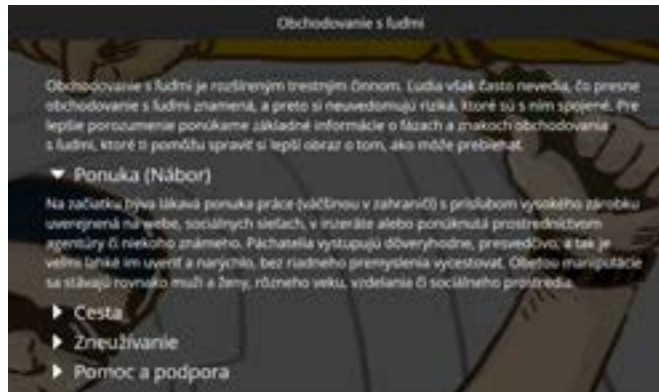 Obchodovanie s ľuďmi
Obchodovanie s ľuďmi je rozšíreným trestným činom. Ľudia však často nevedia, čo presne
obchodovanie s ľuďmi znamená, a preto si neuvedomujú riziká, ktoré sú s ním spojené. Pre
lepšie porozumenie ponúkame základné informácie o fázach a znakoch obchodovania
s ľuďmi, ktoré ti pomôžu spraviť si lepší obraz o tom, ako môže prebiehať.
Ponuka (Nábor)
Na začiatku býva lákavá ponuka práce (väčšinou v zahraničí) s prísľubom vysokého zárobku
uverejnená na webe, sociálnych sieťach, v inzeráte alebo ponúknutá prostredníctvom
agentúry či niekoho známeho. Páchatelia vystupujú dôveryhodne, presvedčivo, a tak je
veľmi ľahké im uveriť a narýchlo, bez riadneho premyslenia vycestovať. Obeťou manipulácie
sa stávajú rovnako muži a ženy, rôzneho veku, vzdelania či sociálneho prostredia.
Cesta
Zneužívanie
Pomoc a podpora